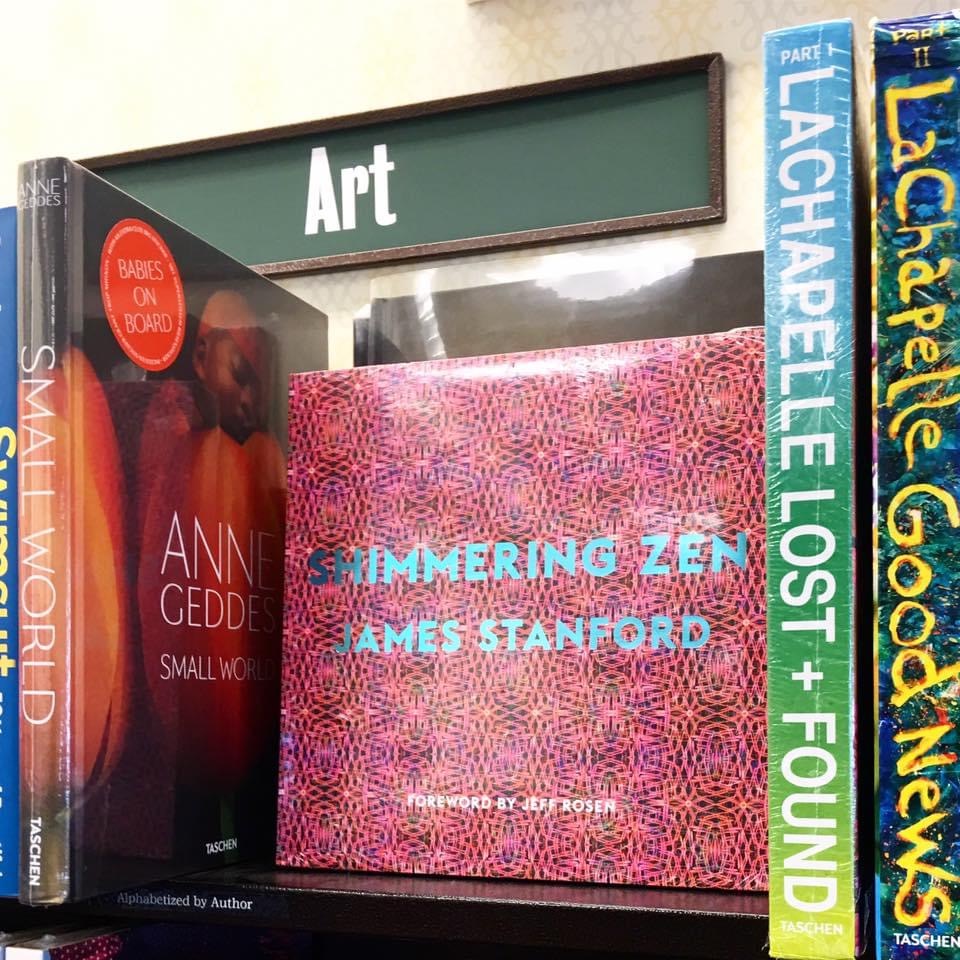 Art
ANNE
GEDDES
SMALL WORLD
TASCHEN
BABIES
ON
BOARD
ANNE
GEDDES
SMALL WORLD
TASCHEN
SHIMMERING ZEN
JAMES STANFORD
FOREWORD BY JEFF ROSEN
PART I
LACHAPELLE LOST + FOUND
TASCHEN
PART
II
LaChapelle Good News
TASCHEN
Alphabetized by Author